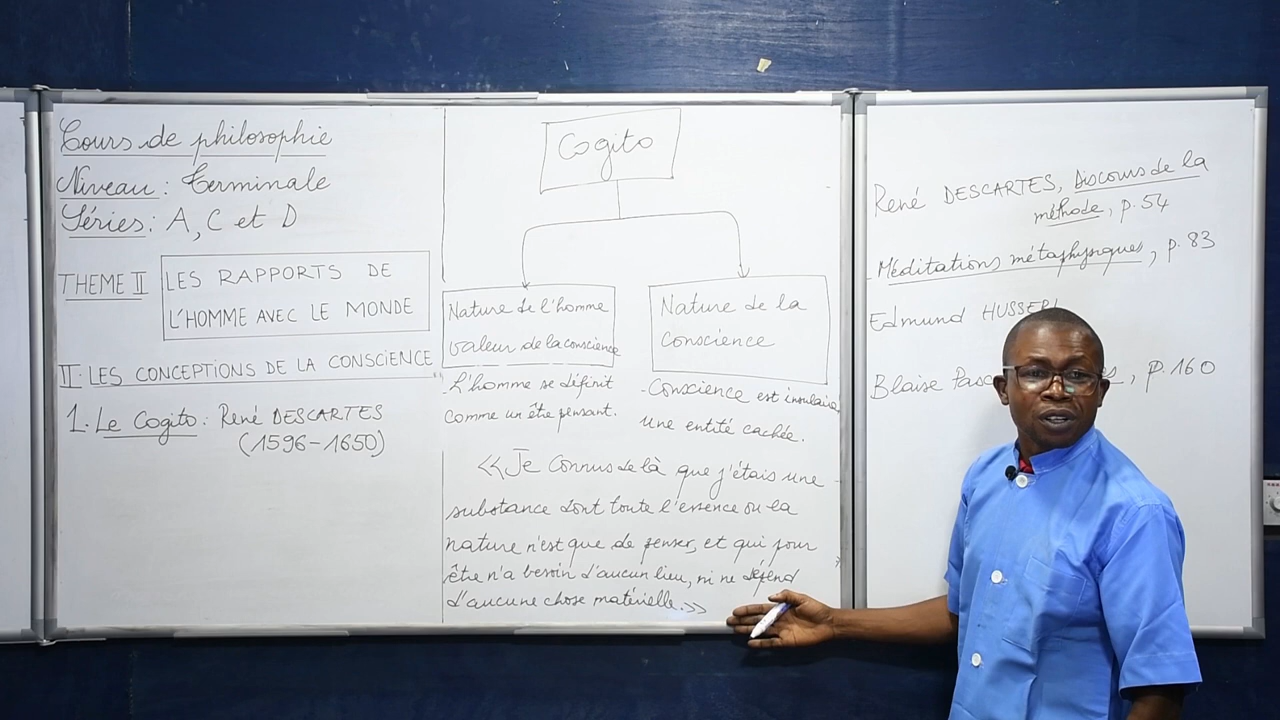 Cours de philosophie
Niveau : Terminale
Séries : A, C et D
THEME II
LES RAPPORTS DE
L'HOMME AVEC LE MONDE
II- LES CONCEPTIONS DE LA CONSCIENCE
1. Le Cogito : René DESCARTES
(1596-1650)
Cogito
Nature de l'homme
valeur de la conscience
- L'homme se définit
comme un être pensant.
Nature de la
Conscience
- Conscience est insulaire,
une entité cachée.
<<Je connus de là que j'étais une
substance dont toute l'essence ou la
nature n'est que de penser, et qui pour
être n'a besoin d'aucun lieu, ni ne dépend
d'aucune chose matérielle.>>
René DESCARTES, Discours de la
méthode, p. 54
Méditations métaphysiques, p. 83
Edmund HUSSERL
Blaise , p. 160